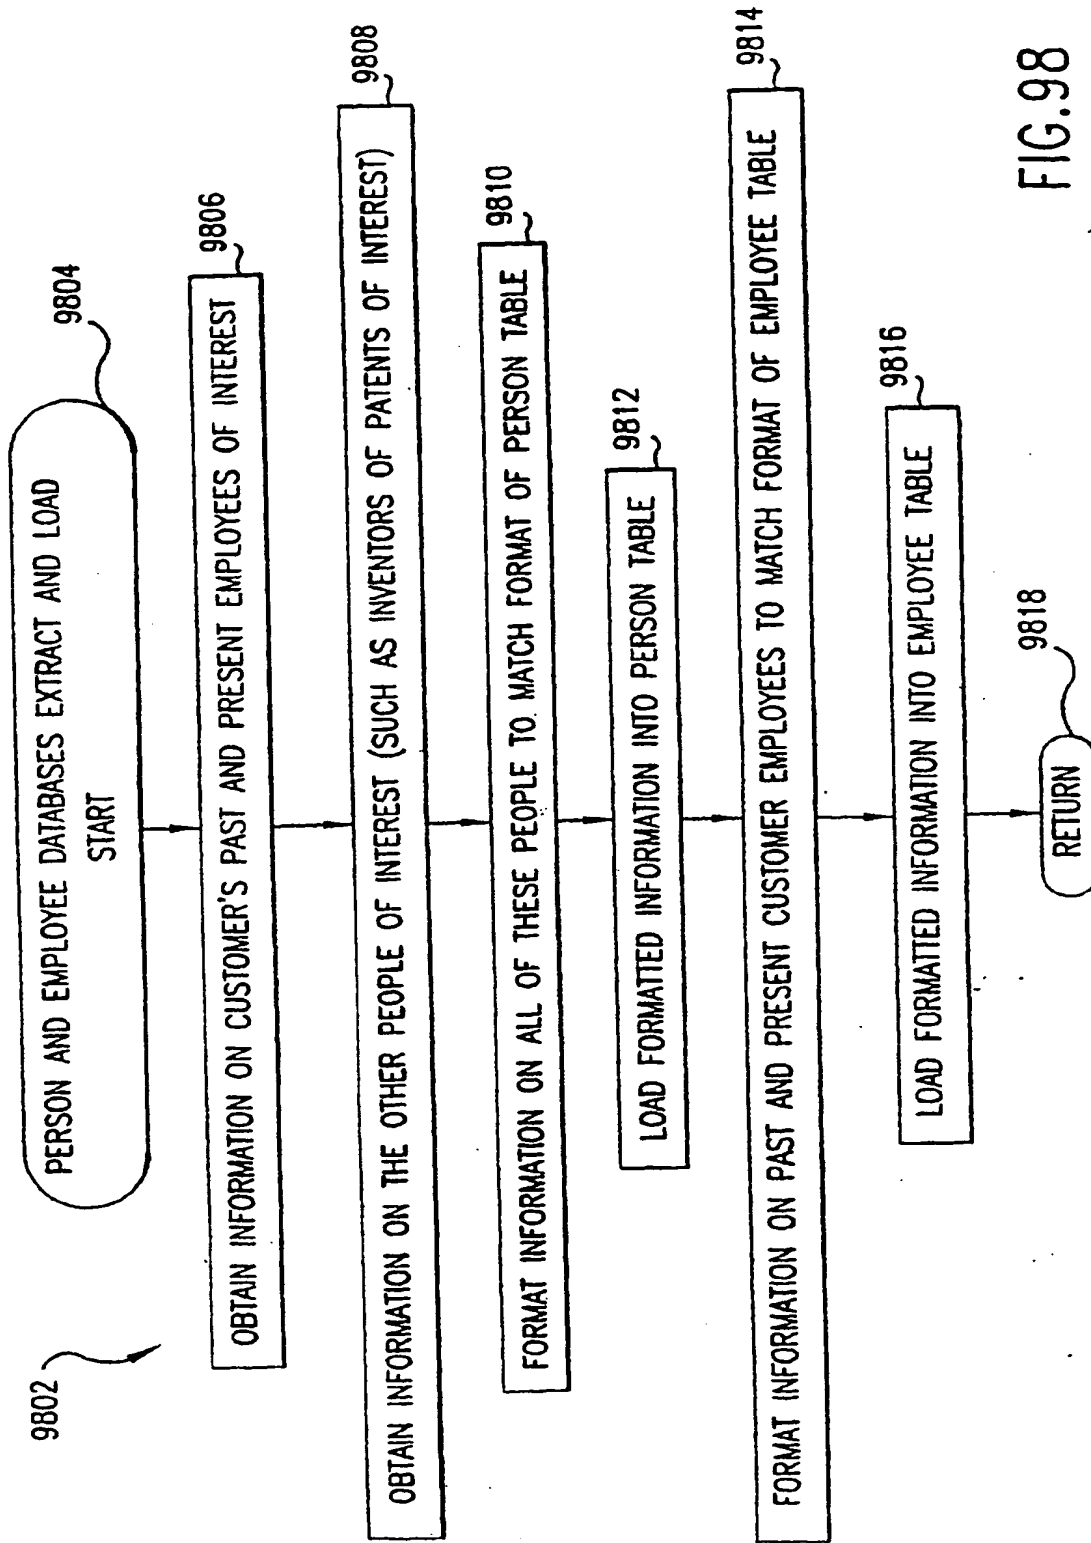 9802
PERSON AND EMPLOYEE DATABASES EXTRACT AND LOAD
START
9804
OBTAIN INFORMATION ON CUSTOMER'S PAST AND PRESENT EMPLOYEES OF INTEREST
9806
OBTAIN INFORMATION ON THE OTHER PEOPLE OF INTEREST (SUCH AS INVENTORS OF PATENTS OF INTEREST)
9808
FORMAT INFORMATION ON ALL OF THESE PEOPLE TO MATCH FORMAT OF PERSON TABLE
9810
LOAD FORMATTED INFORMATION INTO PERSON TABLE
9812
FORMAT INFORMATION ON PAST AND PRESENT CUSTOMER EMPLOYEES TO MATCH FORMAT OF EMPLOYEE TABLE
9814
LOAD FORMATTED INFORMATION INTO EMPLOYEE TABLE
9816
RETURN
9818
FIG.98